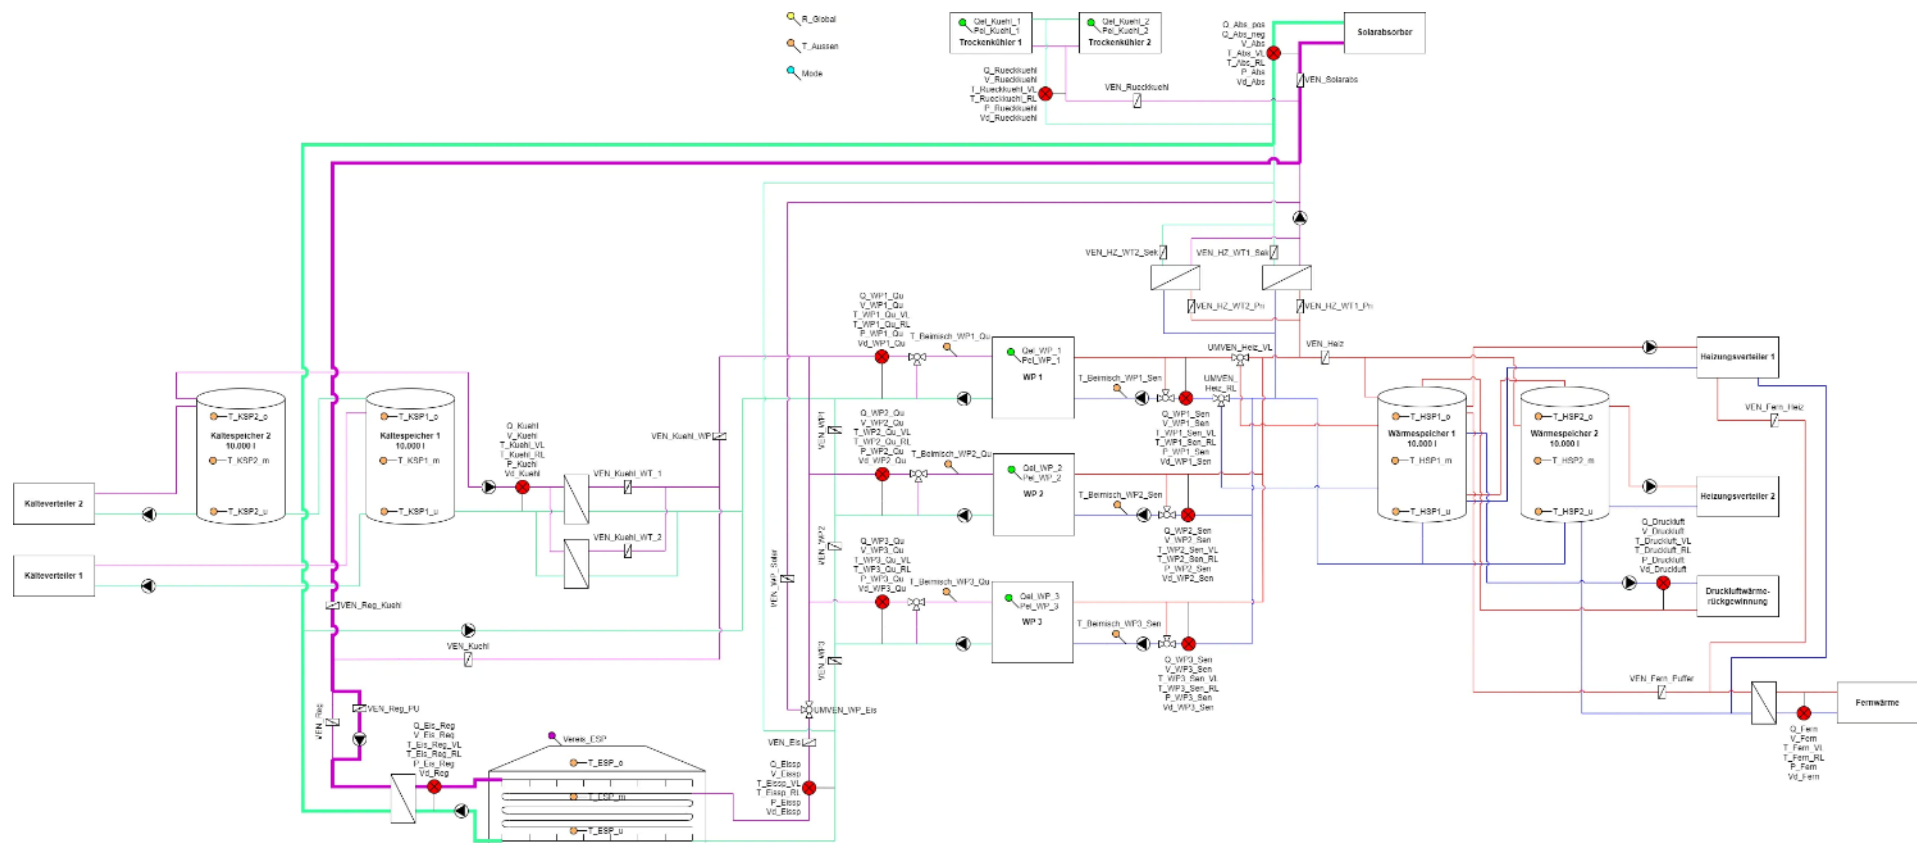 R_Global
T_Aussen
Mode
Qel_Kuehl_1
Pel_Kuehl_1
Trockenkühler 1
Qel_Kuehl_2
Pel_Kuehl_2
Trockenkühler 2
Q_Abs_pos
Q_Abs_neg
V_Abs
T_Abs_VL
T_Abs_RL
P_Abs
Vd_Abs
Solarabsorber
VEN_Solarabs
Q_Rueckkuehl
V_Rueckkuehl
T_Rueckkuehl_VL
T_Rueckkuehl_RL
P_Rueckkuehl
Vd_Rueckkuehl
VEN_Rueckkuehl
VEN_HZ_WT2_Sek
VEN_HZ_WT1_Sek
VEN_HZ_WT2_Pri
VEN_HZ_WT1_Pri
Q_WP1_Qu
V_WP1_Qu
T_WP1_Qu_VL
T_WP1_Qu_RL
P_WP1_Qu
Vd_WP1_Qu
T_Beimisch_WP1_Qu
Qel_WP_1
Pel_WP_1
WP 1
UMVEN_Heiz_VL
VEN_Heiz
T_Beimisch_WP1_Sen
UMVEN_
Heiz_RL
Q_WP1_Sen
V_WP1_Sen
T_WP1_Sen_VL
T_WP1_Sen_RL
P_WP1_Sen
Vd_WP1_Sen
Heizungsverteiler 1
VEN_Fern_Heiz
T_KSP2_o
Kältespeicher 2
10.000 l
T_KSP2_m
T_KSP2_u
T_KSP1_o
Kältespeicher 1
10.000 l
T_KSP1_m
T_KSP1_u
Q_Kuehl
V_Kuehl
T_Kuehl_VL
T_Kuehl_RL
P_Kuehl
Vd_Kuehl
VEN_Kuehl_WP
VEN_Kuehl_WT_1
VEN_Kuehl_WT_2
VEN_WP1
Q_WP2_Qu
V_WP2_Qu
T_WP2_Qu_VL
T_WP2_Qu_RL
P_WP2_Qu
Vd_WP2_Qu
T_Beimisch_WP2_Qu
Qel_WP_2
Pel_WP_2
WP 2
T_Beimisch_WP2_Sen
Q_WP2_Sen
V_WP2_Sen
T_WP2_Sen_VL
T_WP2_Sen_RL
P_WP2_Sen
Vd_WP2_Sen
T_HSP1_o
Wärmespeicher 1
10.000 l
T_HSP1_m
T_HSP1_u
T_HSP2_o
Wärmespeicher 2
10.000 l
T_HSP2_m
T_HSP2_u
Heizungsverteiler 2
Kälteverteiler 2
Kälteverteiler 1
VEN_WP2
VEN_WP_Solar
Q_WP3_Qu
V_WP3_Qu
T_WP3_Qu_VL
T_WP3_Qu_RL
P_WP3_Qu
Vd_WP3_Qu
T_Beimisch_WP3_Qu
Qel_WP_3
Pel_WP_3
WP 3
T_Beimisch_WP3_Sen
Q_WP3_Sen
V_WP3_Sen
T_WP3_Sen_VL
T_WP3_Sen_RL
P_WP3_Sen
Vd_WP3_Sen
Q_Druckluft
V_Druckluft
T_Druckluft_VL
T_Druckluft_RL
P_Druckluft
Vd_Druckluft
Druckluftwärme-
rückgewinnung
VEN_Reg_Kuehl
VEN_Kuehl
VEN_WP3
VEN_Fern_Puffer
Fernwärme
Q_Fern
V_Fern
T_Fern_VL
T_Fern_RL
P_Fern
Vd_Fern
VEN_Reg
VEN_Reg_PU
UMVEN_WP_Eis
VEN_Eis
Q_Eis_Reg
V_Eis_Reg
T_Eis_Reg_VL
T_Eis_Reg_RL
P_Eis_Reg
Vd_Reg
Vereis_ESP
T_ESP_o
T_ESP_m
T_ESP_u
Q_Eissp
V_Eissp
T_Eissp_VL
T_Eissp_RL
P_Eissp
Vd_Eissp